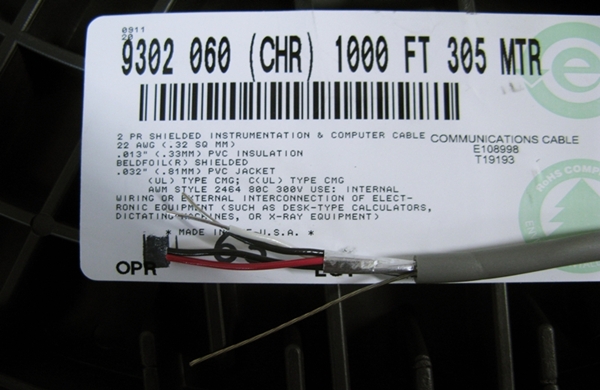 0911
20
9302 060 (CHR) 1000 FT 305 MTR
2 PR SHIELDED INSTRUMENTATION & COMPUTER CABLE
22 AWG (.32 SQ MM)
.013" (.33MM) PVC INSULATION
BELDFOIL(R) SHIELDED
.032" (.81MM) PVC JACKET
(UL) TYPE CMG; C(UL) TYPE CMG
AWM STYLE 2464 80C 300V USE: INTERNAL
WIRING OR EXTERNAL INTERCONNECTION OF ELECT-
RONIC EQUIPMENT (SUCH AS DESK-TYPE CALCULATORS,
DICTATING MACHINES, OR X-RAY EQUIPMENT)
* MADE IN U.S.A. *
COMMUNICATIONS CABLE
E108998
T19193
e
RoHS COMP
OPR